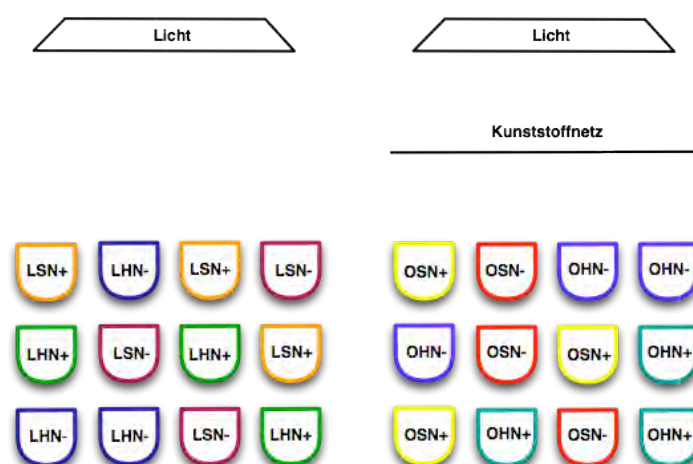 Licht
Licht
Kunststoffnetz
LSN+ LHN- LSN+ LSN- OSN+ OSN- OHN- OHN-
LHN+ LSN- LHN+ LSN+ OHN- OSN- OSN+ OHN+
LHN- LHN- LSN- LHN+ OSN+ OHN+ OSN- OHN+